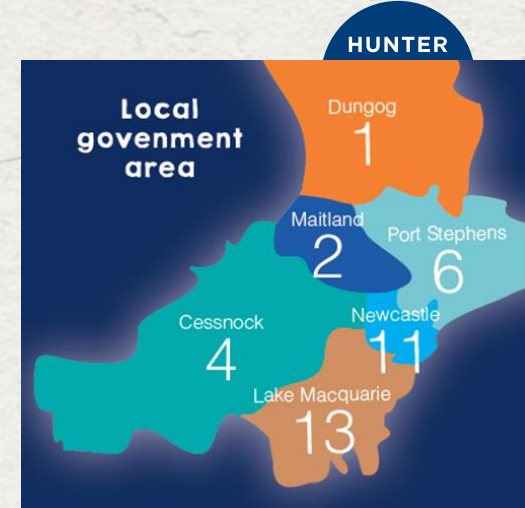 HUNTER
Local
govenment
area
Dungog
1
Maitland
2
Port Stephens
6
Cessnock
4
Newcastle
11
Lake Macquarie
13